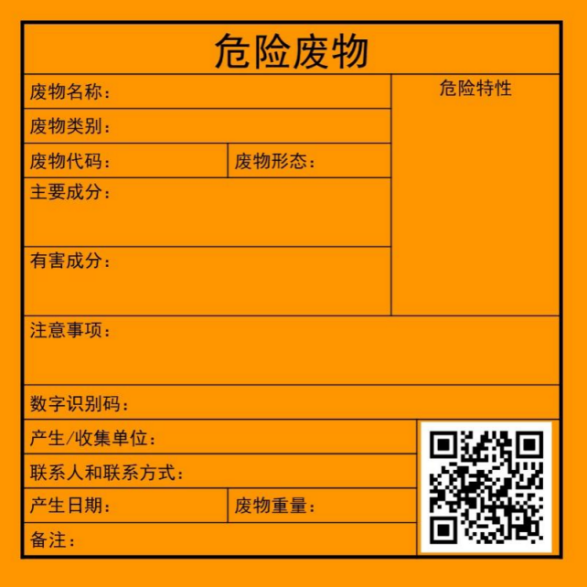 危险废物
废物名称：
危险特性
废物类别：
废物代码：
废物形态：
主要成分：
有害成分：
注意事项：
数字识别码：
产生/收集单位：
联系人和联系方式：
产生日期：
废物重量：
备注：